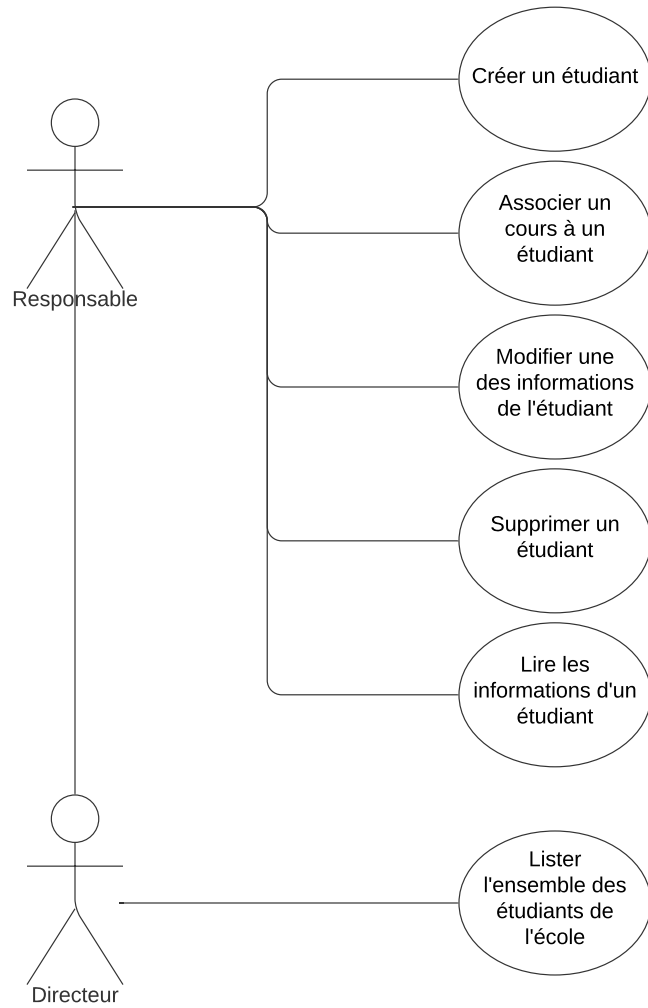 Créer un étudiant
Associer un
cours à un
étudiant
Responsable
Modifier une
des informations
de l'étudiant
Supprimer un
étudiant
Lire les
informations d'un
étudiant
Lister
l'ensemble des
étudiants de
l'école
Directeur